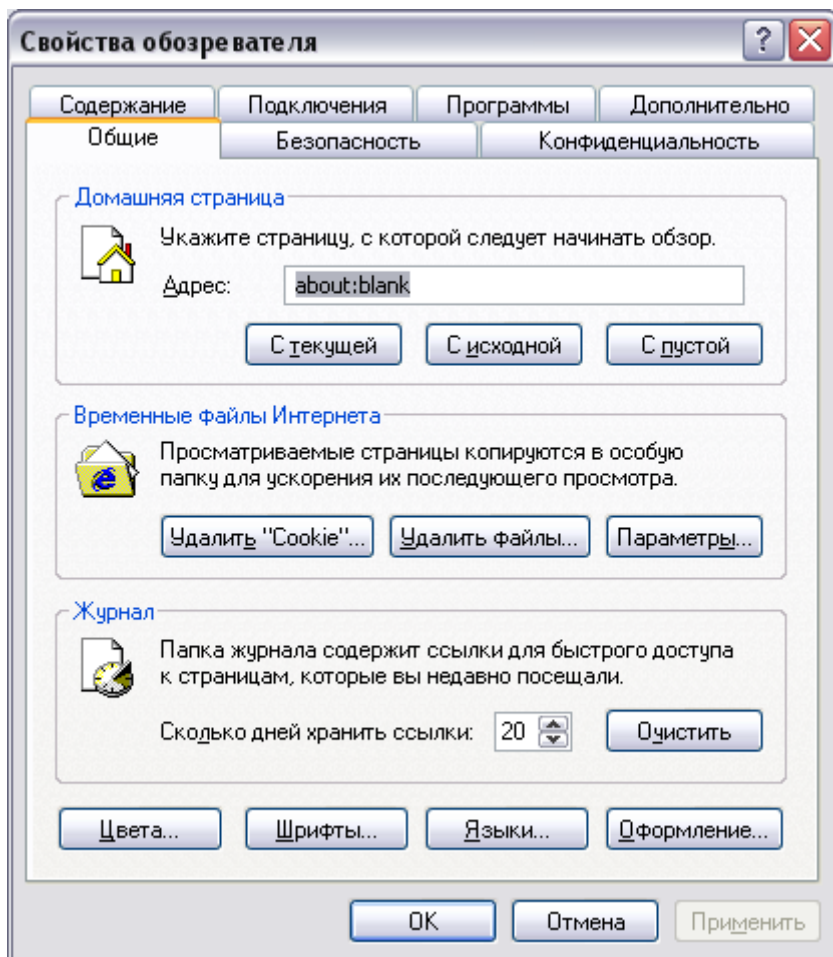 Свойства обозревателя
Содержание Подключения Программы Дополнительно
Общие Безопасность Конфиденциальность
Домашняя страница
Укажите страницу, с которой следует начинать обзор.
Адрес: about:blank
С текущей С исходной С пустой
Временные файлы Интернета
Просматриваемые страницы копируются в особую
папку для ускорения их последующего просмотра.
Удалить "Cookie"... Удалить файлы... Параметры...
Журнал
Папка журнала содержит ссылки для быстрого доступа
к страницам, которые вы недавно посещали.
Сколько дней хранить ссылки: 20 Очистить
Цвета... Шрифты... Языки... Оформление...
OK Отмена Применить